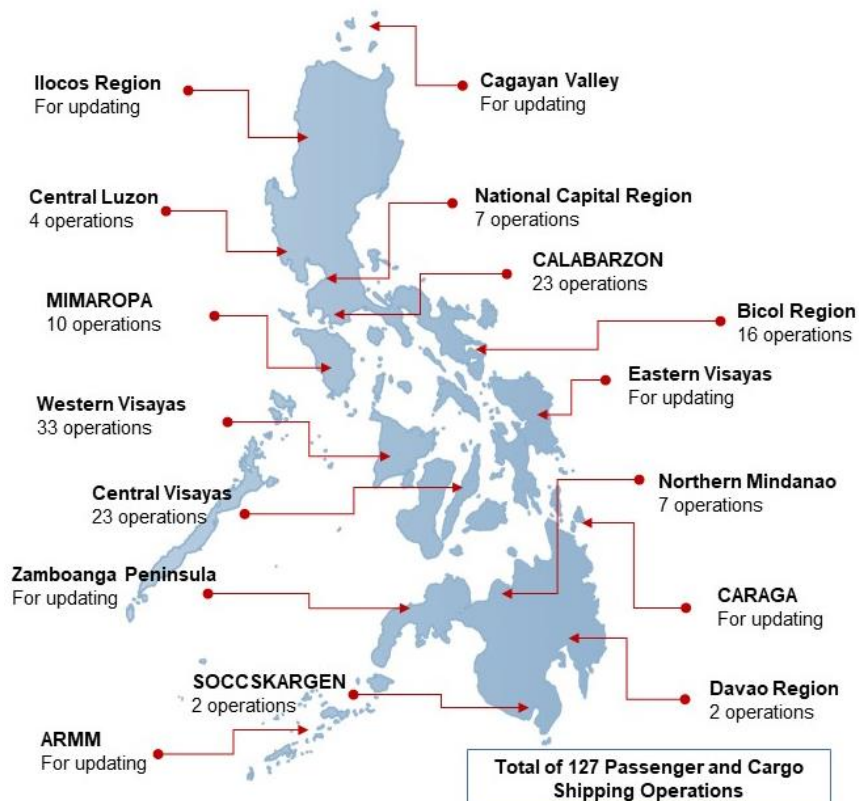 Ilocos Region
For updating
Cagayan Valley
For updating
Central Luzon
4 operations
National Capital Region
7 operations
CALABARZON
23 operations
MIMAROPA
10 operations
Bicol Region
16 operations
Eastern Visayas
For updating
Western Visayas
33 operations
Northern Mindanao
7 operations
Central Visayas
23 operations
Zamboanga Peninsula
For updating
CARAGA
For updating
SOCCSKARGEN
2 operations
Davao Region
2 operations
ARMM
For updating
Total of 127 Passenger and Cargo
Shipping Operations